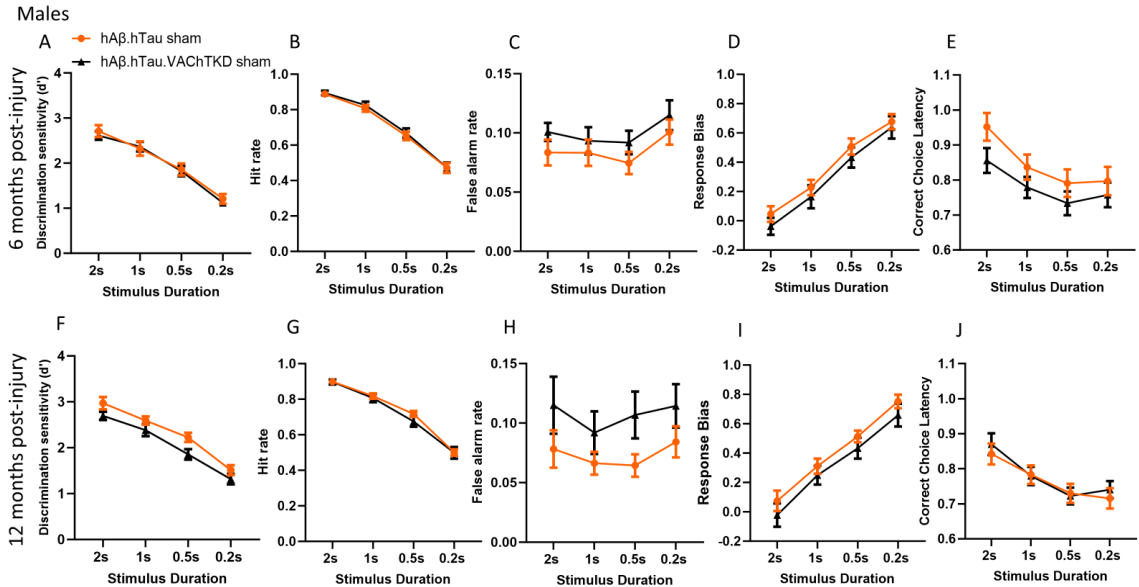 Males
A
hAβ.hTau sham
hAβ.hTau.VAChTKD sham
B
C
D
E
6 months post-injury
Discrimination sensitivity (d')
4
3
2
1
0
2s 1s 0.5s 0.2s
Stimulus Duration
Hit rate
1.0
0.8
0.6
0.4
0.2
0.0
2s 1s 0.5s 0.2s
Stimulus Duration
False alarm rate
0.15
0.10
0.05
0.00
2s 1s 0.5s 0.2s
Stimulus Duration
Response Bias
1.0
0.8
0.6
0.4
0.2
0.0
-0.2
2s 1s 0.5s 0.2s
Stimulus Duration
Correct Choice Latency
1.1
1.0
0.9
0.8
0.7
0.6
2s 1s 0.5s 0.2s
Stimulus Duration
12 months post-injury
F
Discrimination sensitivity (d')
4
3
2
1
0
2s 1s 0.5s 0.2s
Stimulus Duration
G
Hit rate
1.0
0.8
0.6
0.4
0.2
0.0
2s 1s 0.5s 0.2s
Stimulus Duration
H
False alarm rate
0.15
0.10
0.05
0.00
2s 1s 0.5s 0.2s
Stimulus Duration
I
Response Bias
1.0
0.8
0.6
0.4
0.2
0.0
-0.2
2s 1s 0.5s 0.2s
Stimulus Duration
J
Correct Choice Latency
1.1
1.0
0.9
0.8
0.7
0.6
2s 1s 0.5s 0.2s
Stimulus Duration